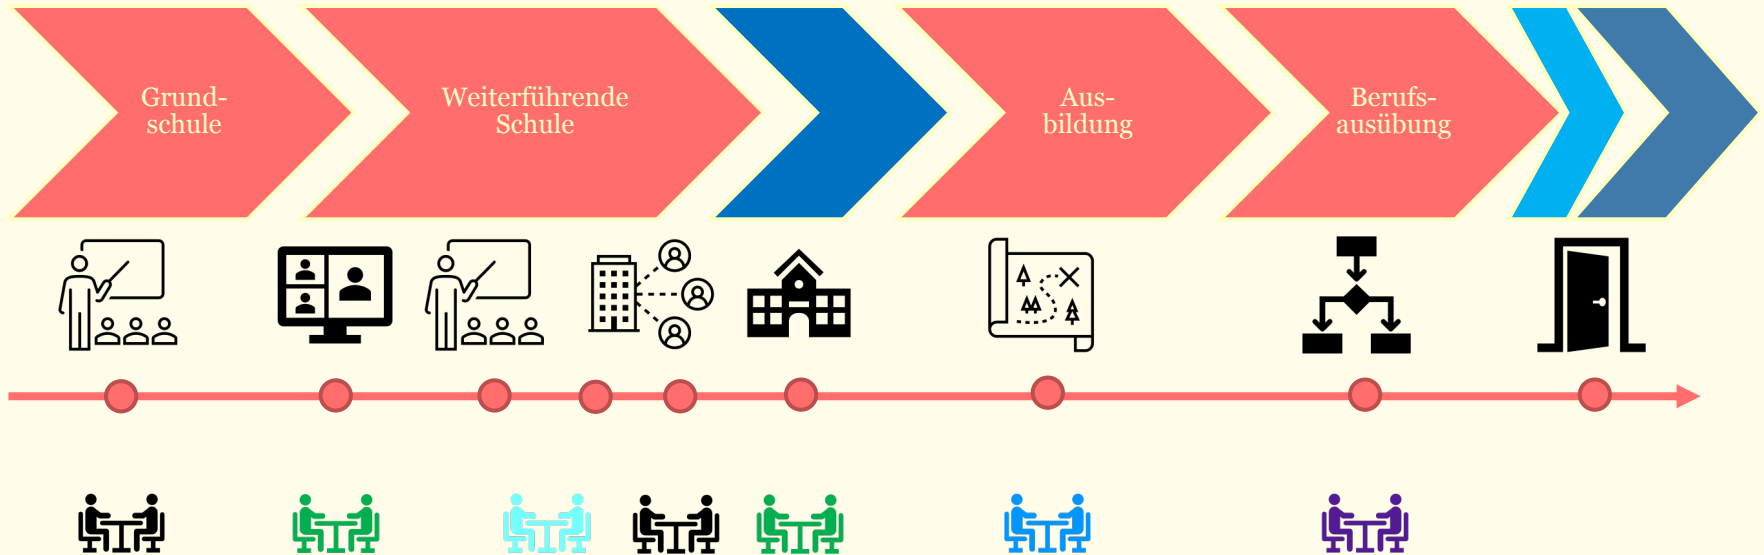 Grund-
schule
Weiterführende
Schule
Aus-
bildung
Berufs-
ausübung